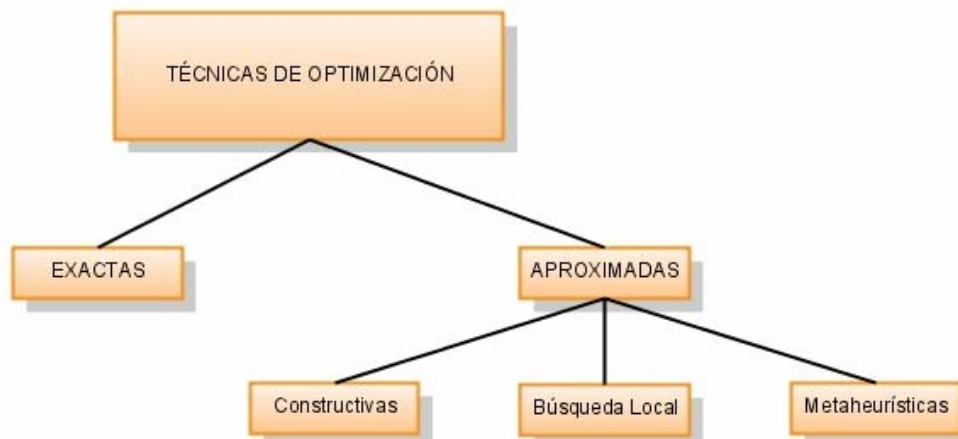 TÉCNICAS DE OPTIMIZACIÓN
EXACTAS
APROXIMADAS
Constructivas
Búsqueda Local
Metaheurísticas